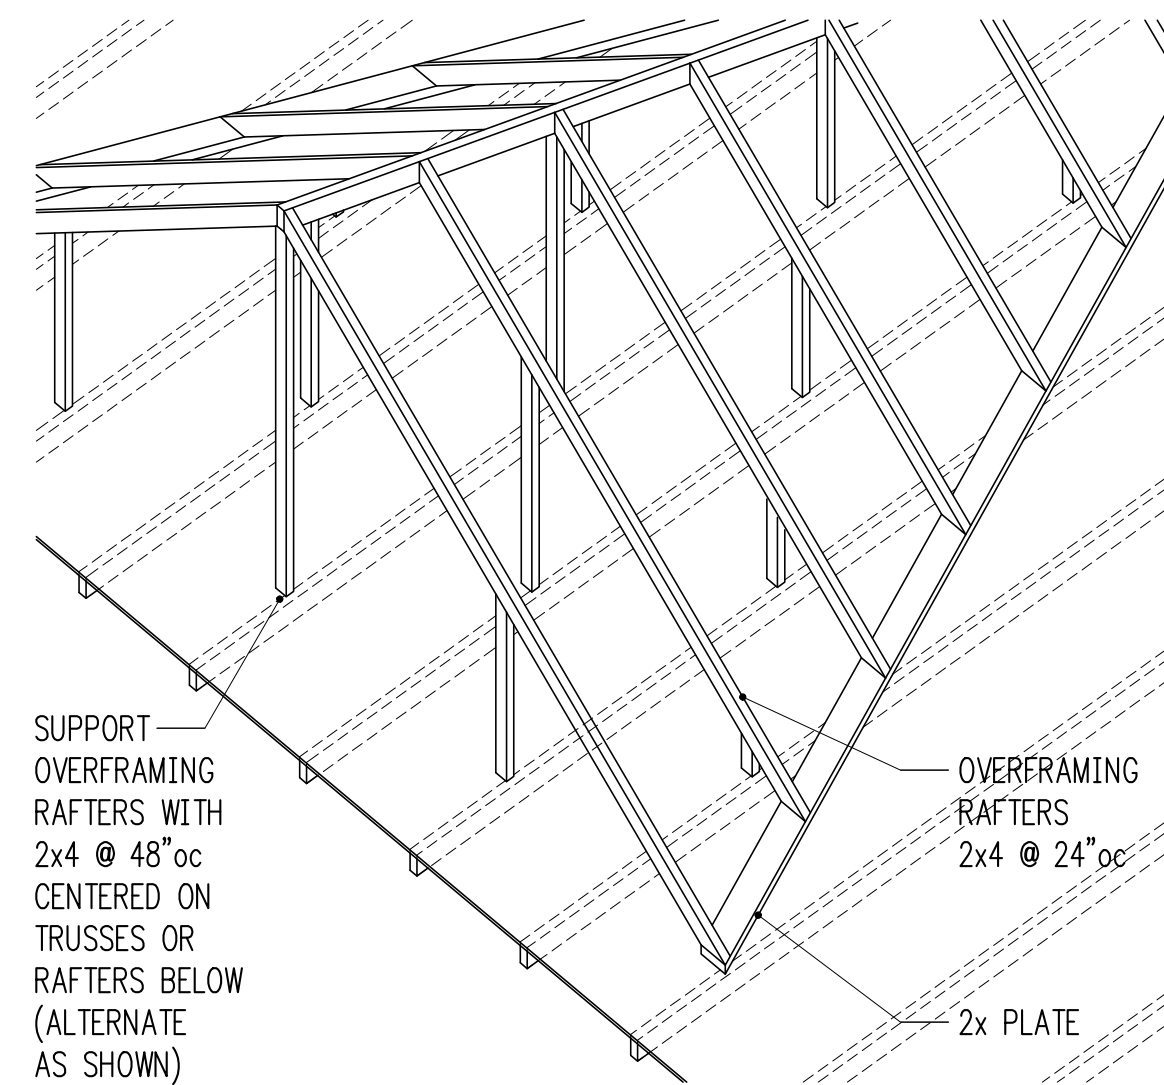 SUPPORT
OVERFRAMING
RAFTERS WITH
2x4 @ 48"oc
CENTERED ON
TRUSSES OR
RAFTERS BELOW
(ALTERNATE
AS SHOWN)
OVERFRAMING
RAFTERS
2x4 @ 24"oc
2x PLATE